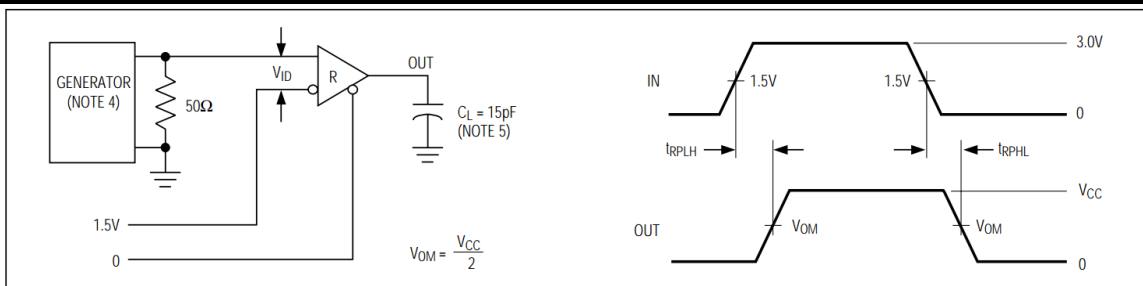 GENERATOR
(NOTE 4)
50Ω
VID
R
OUT
CL = 15pF
(NOTE 5)
1.5V
0
VOM = VCC
2
IN
1.5V
1.5V
3.0V
0
tRPLH
tRPHL
OUT
VOM
VOM
VCC
0